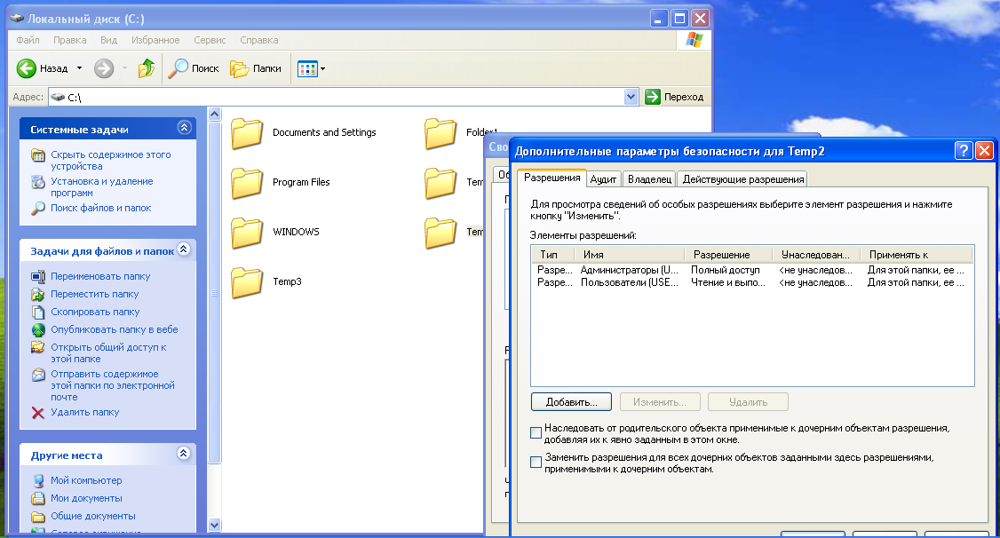 Локальный диск (C:)
Файл Правка Вид Избранное Сервис Справка
Назад Поиск Папки
Адрес: C:\ Переход
Системные задачи
Скрыть содержимое этого
устройства
Установка и удаление
программ
Поиск файлов и папок
Задачи для файлов и папок
Переименовать папку
Переместить папку
Скопировать папку
Опубликовать папку в вебе
Открыть общий доступ к
этой папке
Отправить содержимое
этой папки по электронной
почте
Удалить папку
Другие места
Мой компьютер
Мои документы
Общие документы
Documents and Settings
Folder1
Program Files
WINDOWS
Temp3
Дополнительные параметры безопасности для Temp2
Разрешения Аудит Владелец Действующие разрешения
Для просмотра сведений об особых разрешениях выберите элемент разрешения и нажмите
кнопку "Изменить".
Элементы разрешений:
Тип Имя Разрешение Унаследован... Применять к
Разре... Администраторы (U... Полный доступ <не унаследов... Для этой папки, ее ...
Разре... Пользователи (USE... Чтение и выпо... <не унаследов... Для этой папки, ее ...
Добавить... Изменить... Удалить
Наследовать от родительского объекта применимые к дочерним объектам разрешения,
добавляя их к явно заданным в этом окне.
Заменить разрешения для всех дочерних объектов заданными здесь разрешениями,
применимыми к дочерним объектам.